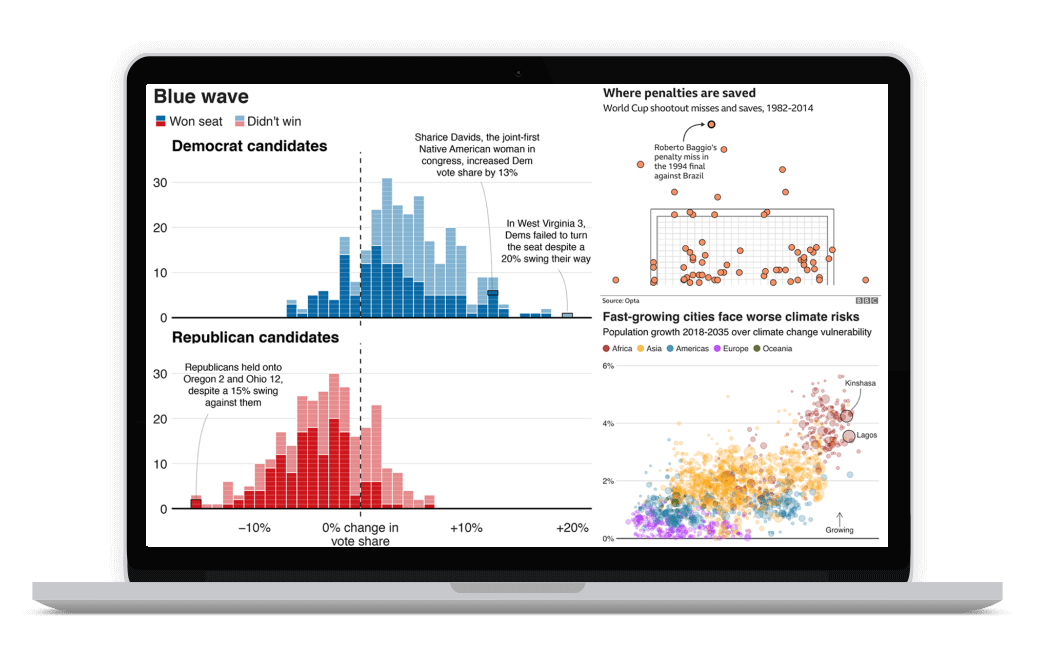 Blue wave
Won seat
Didn't win
Democrat candidates
Sharice Davids, the joint-first
Native American woman in
congress, increased Dem
vote share by 13%
In West Virginia 3,
Dems failed to turn
the seat despite a
20% swing their way
30
20
10
0
Republican candidates
Republicans held onto
Oregon 2 and Ohio 12,
despite a 15% swing
against them
30
20
10
0
−10%
0% change in
vote share
+10%
+20%
Where penalties are saved
World Cup shootout misses and saves, 1982-2014
Roberto Baggio's
penalty miss in
the 1994 final
against Brazil
Source: Opta
BBC
Fast-growing cities face worse climate risks
Population growth 2018-2035 over climate change vulnerability
Africa
Asia
Americas
Europe
Oceania
6%
4%
2%
0%
Kinshasa
Lagos
Growing